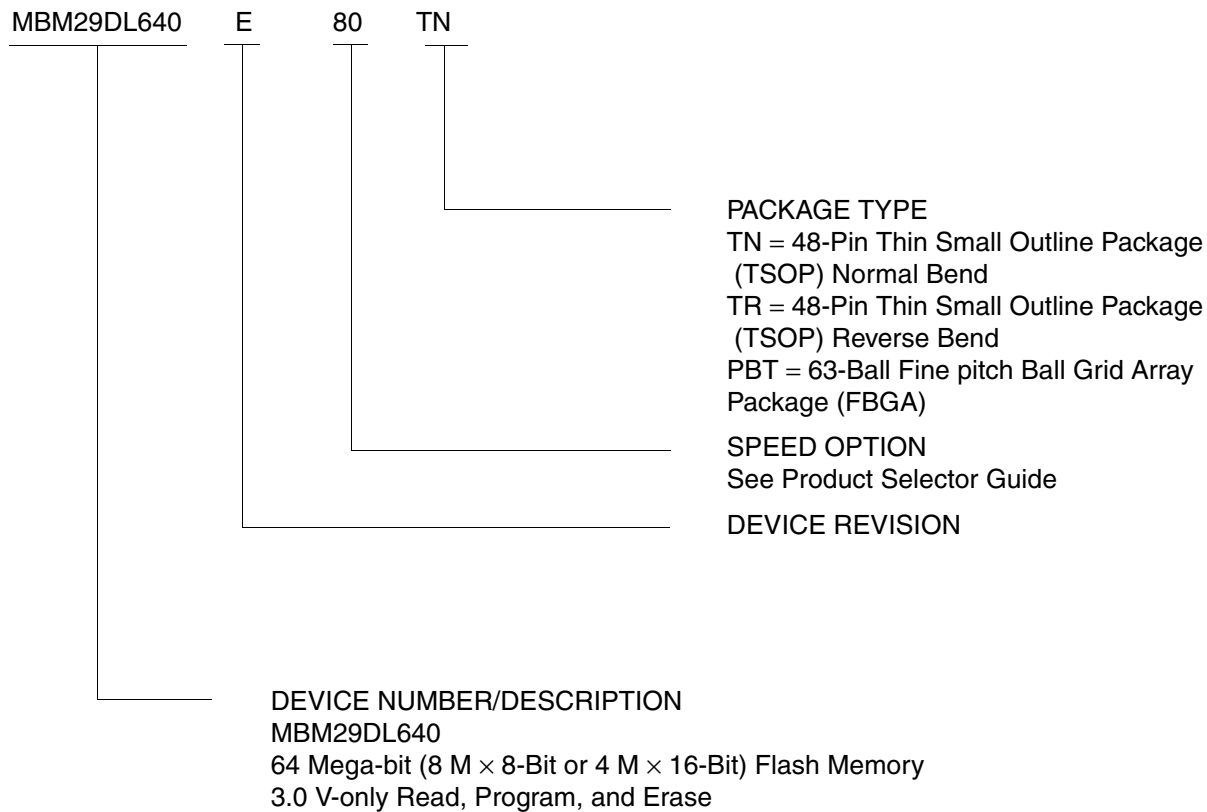 MBM29DL640 E 80 TN
PACKAGE TYPE
TN = 48-Pin Thin Small Outline Package
(TSOP) Normal Bend
TR = 48-Pin Thin Small Outline Package
(TSOP) Reverse Bend
PBT = 63-Ball Fine pitch Ball Grid Array
Package (FBGA)
SPEED OPTION
See Product Selector Guide
DEVICE REVISION
DEVICE NUMBER/DESCRIPTION
MBM29DL640
64 Mega-bit (8 M × 8-Bit or 4 M × 16-Bit) Flash Memory
3.0 V-only Read, Program, and Erase